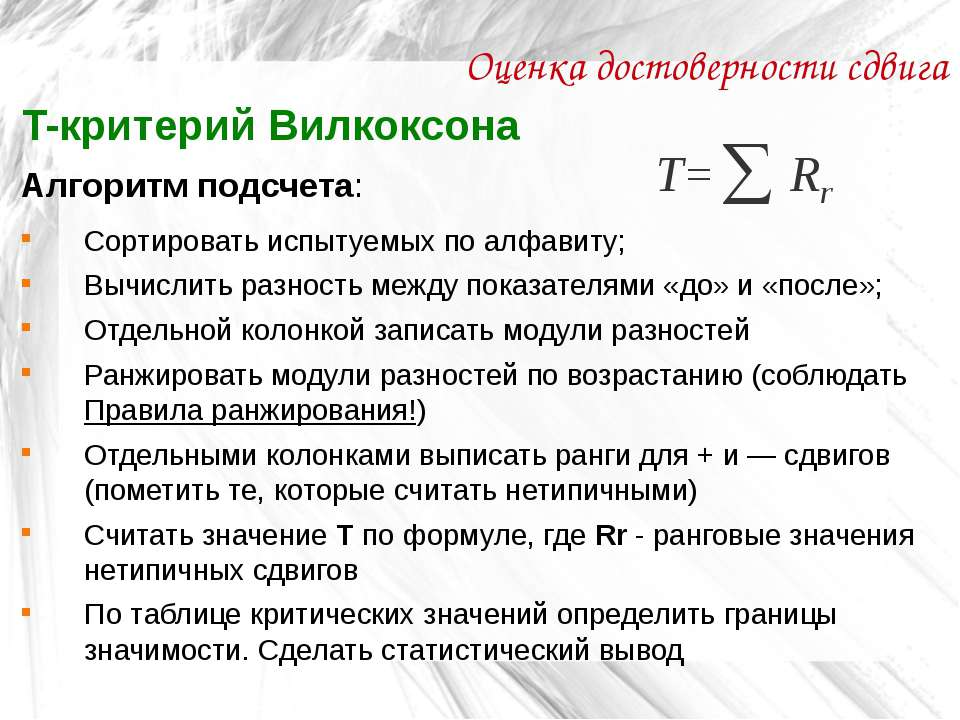 Оценка достоверности сдвига
Т-критерий Вилкоксона
Алгоритм подсчета:
T=∑ Rr
Сортировать испытуемых по алфавиту;
Вычислить разность между показателями «до» и «после»;
Отдельной колонкой записать модули разностей
Ранжировать модули разностей по возрастанию (соблюдать
Правила ранжирования!)
Отдельными колонками выписать ранги для + и — сдвигов
(пометить те, которые считать нетипичными)
Считать значение Т по формуле, где Rr - ранговые значения
нетипичных сдвигов
По таблице критических значений определить границы
значимости. Сделать статистический вывод